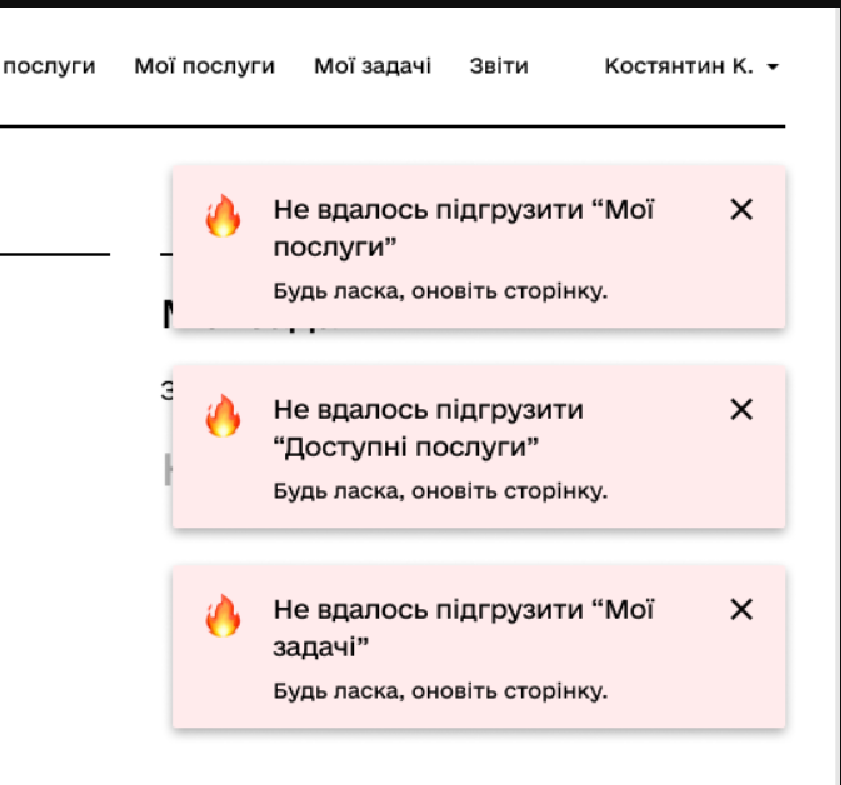 послуги Мої послуги Мої задачі Звіти Костянтин К.
Не вдалось підгрузити “Мої
послуги”
Будь ласка, оновіть сторінку.
Не вдалось підгрузити
“Доступні послуги”
Будь ласка, оновіть сторінку.
Не вдалось підгрузити “Мої
задачі”
Будь ласка, оновіть сторінку.